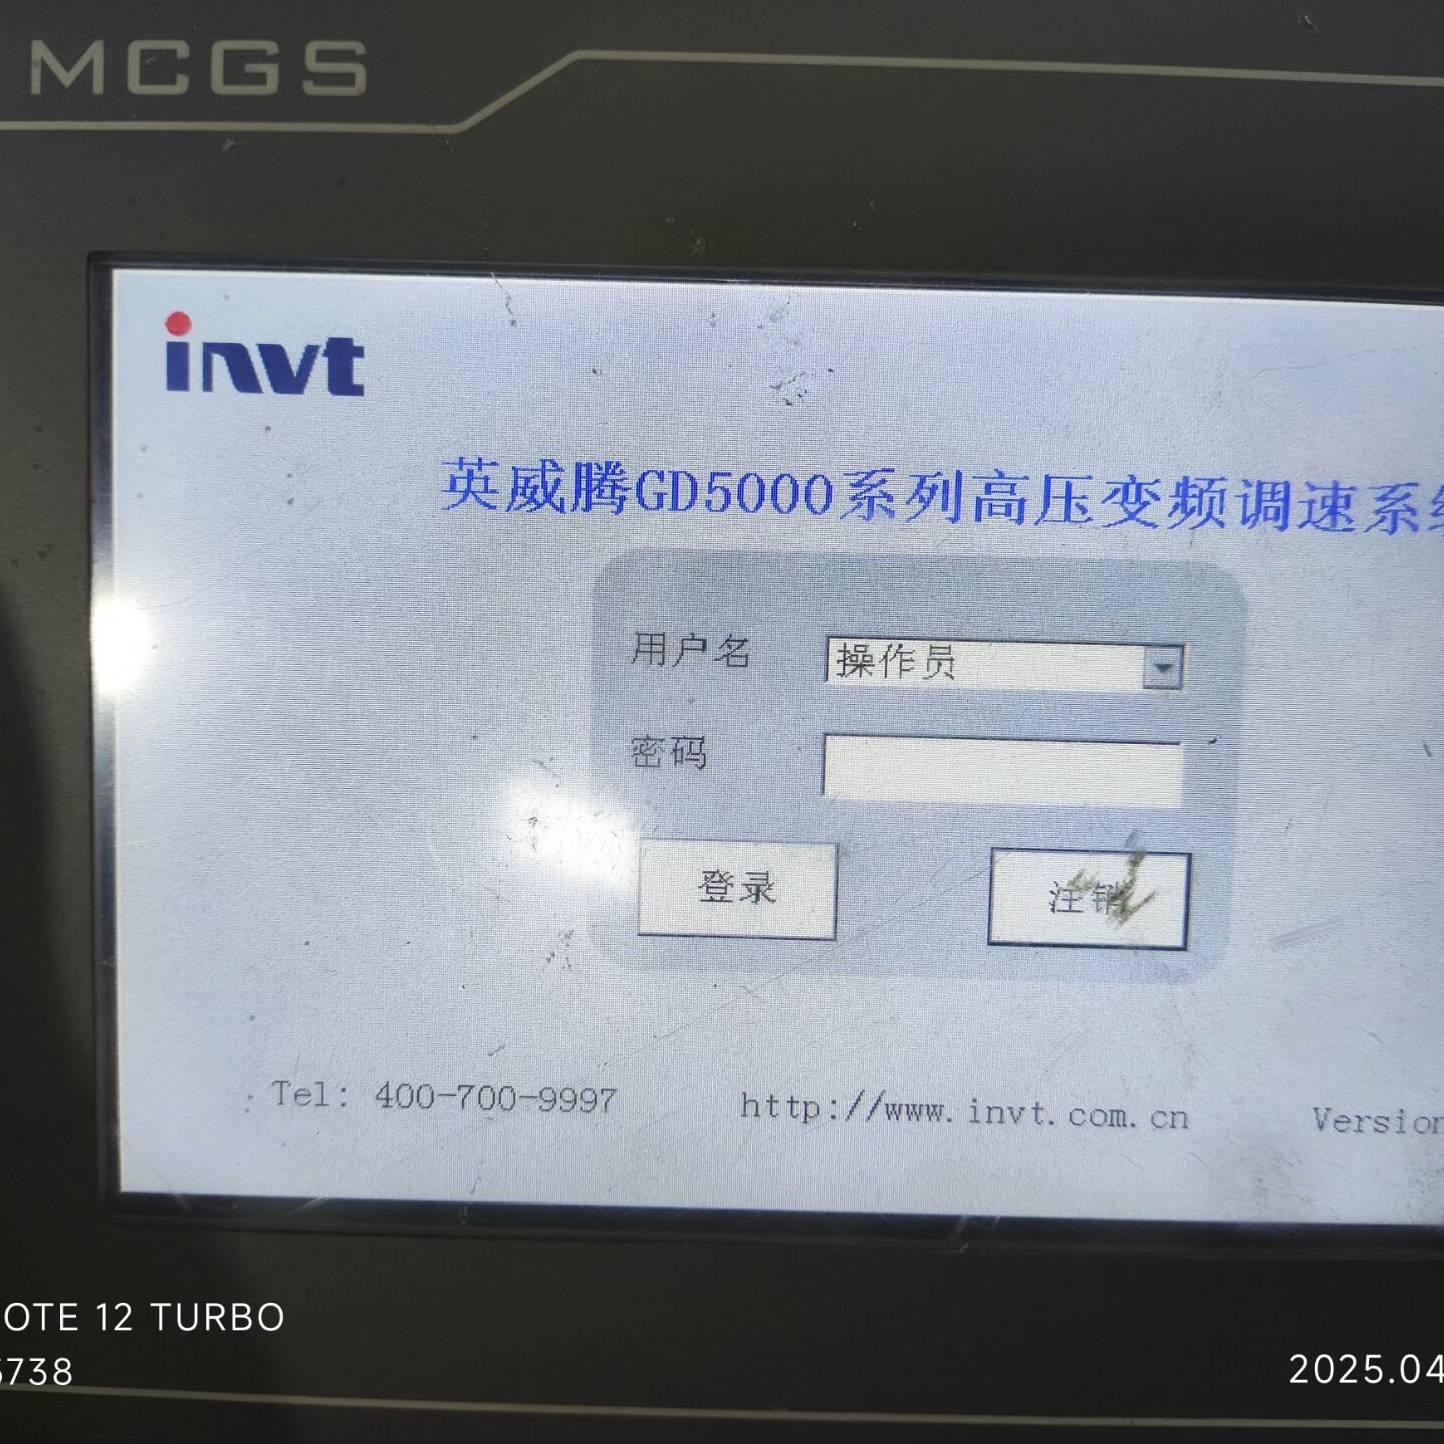 MCGS
invt
英威腾GD5000系列高压变频调速系
用户名 操作员
密码
登录 注销
Tel: 400-700-9997 http://www.invt.com.cn Version
OTE 12 TURBO
738 2025.04